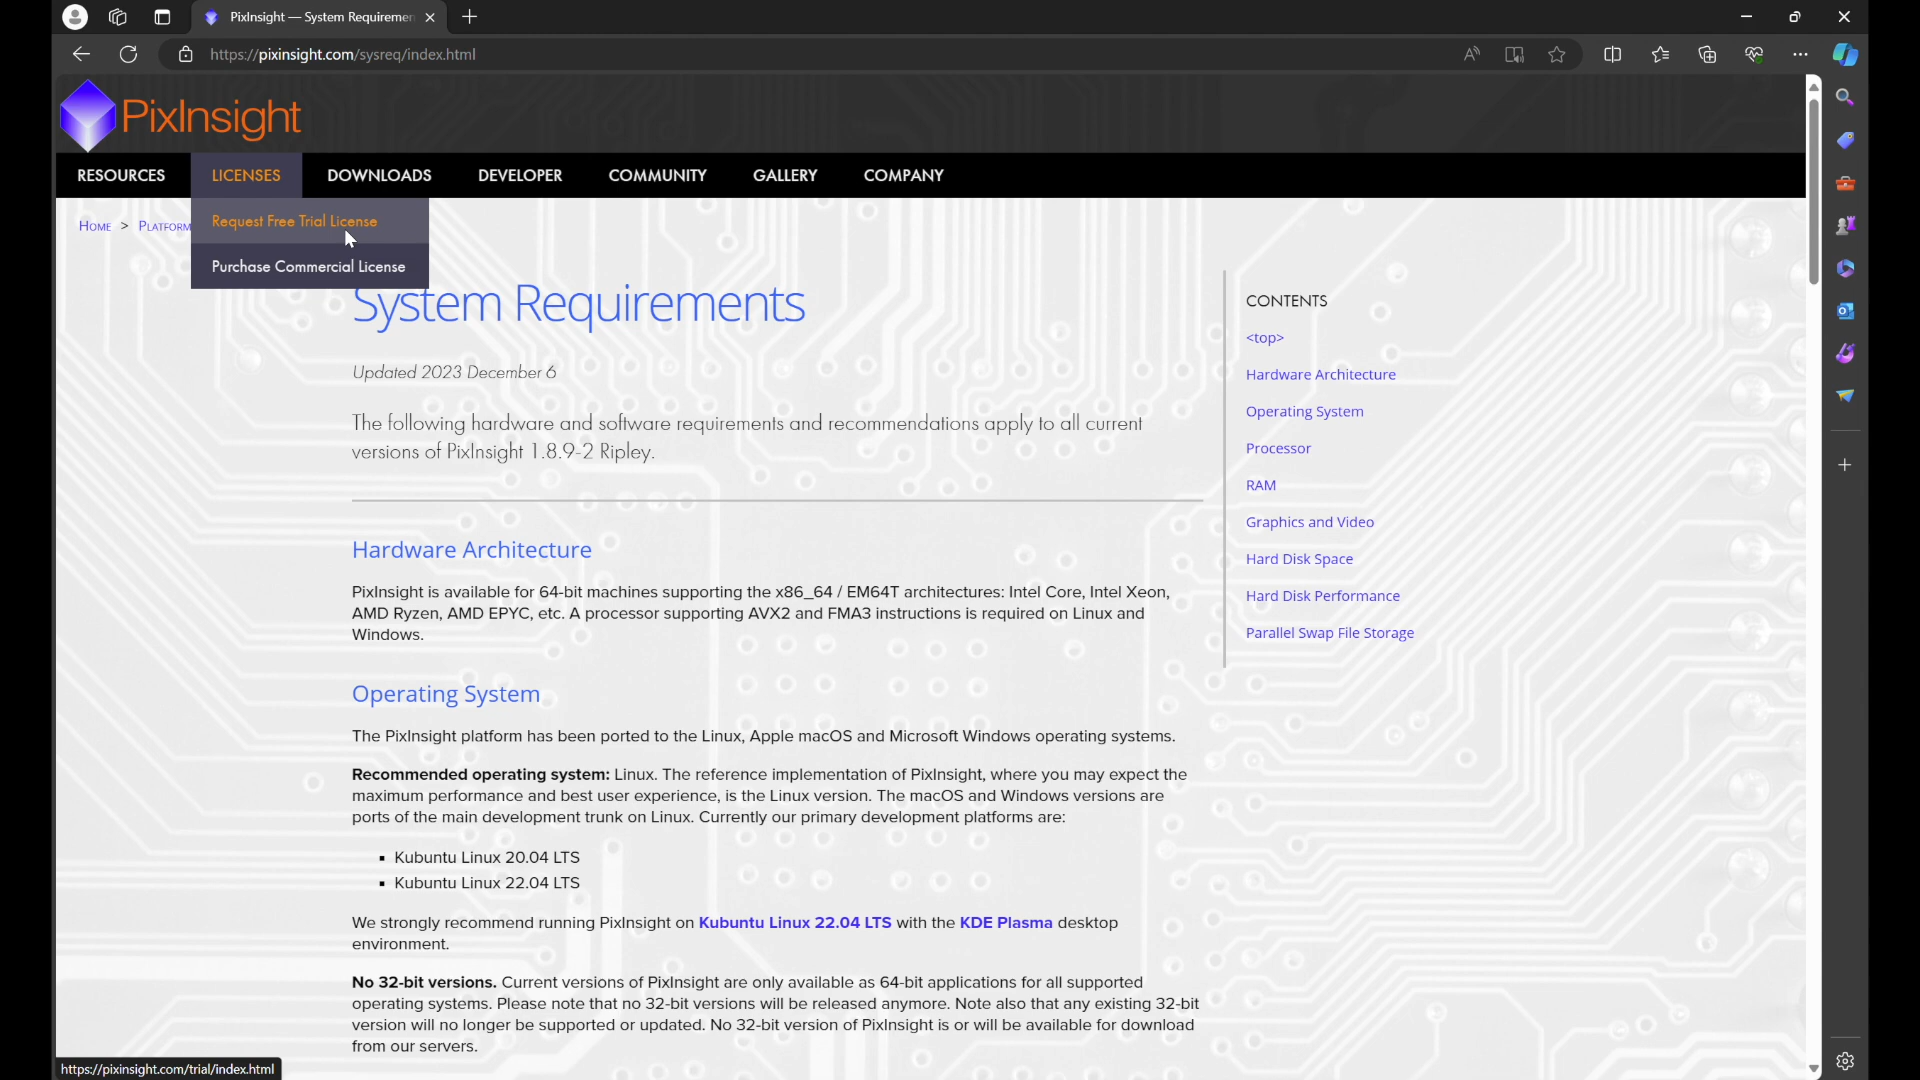 PixInsight — System Requiremen
https://pixinsight.com/sysreq/index.html
PixInsight
RESOURCES LICENSES DOWNLOADS DEVELOPER COMMUNITY GALLERY COMPANY
HOME > PLATFORM
Request Free Trial License
Purchase Commercial License
System Requirements
Updated 2023 December 6
The following hardware and software requirements and recommendations apply to all current
versions of PixInsight 1.8.9-2 Ripley.
Hardware Architecture
PixInsight is available for 64-bit machines supporting the x86_64 / EM64T architectures: Intel Core, Intel Xeon,
AMD Ryzen, AMD EPYC, etc. A processor supporting AVX2 and FMA3 instructions is required on Linux and
Windows.
Operating System
The PixInsight platform has been ported to the Linux, Apple macOS and Microsoft Windows operating systems.
Recommended operating system: Linux. The reference implementation of PixInsight, where you may expect the
maximum performance and best user experience, is the Linux version. The macOS and Windows versions are
ports of the main development trunk on Linux. Currently our primary development platforms are:
▪ Kubuntu Linux 20.04 LTS
▪ Kubuntu Linux 22.04 LTS
We strongly recommend running PixInsight on Kubuntu Linux 22.04 LTS with the KDE Plasma desktop
environment.
No 32-bit versions. Current versions of PixInsight are only available as 64-bit applications for all supported
operating systems. Please note that no 32-bit versions will be released anymore. Note also that any existing 32-bit
version will no longer be supported or updated. No 32-bit version of PixInsight is or will be available for download
from our servers.
CONTENTS
<top>
Hardware Architecture
Operating System
Processor
RAM
Graphics and Video
Hard Disk Space
Hard Disk Performance
Parallel Swap File Storage
https://pixinsight.com/trial/index.html